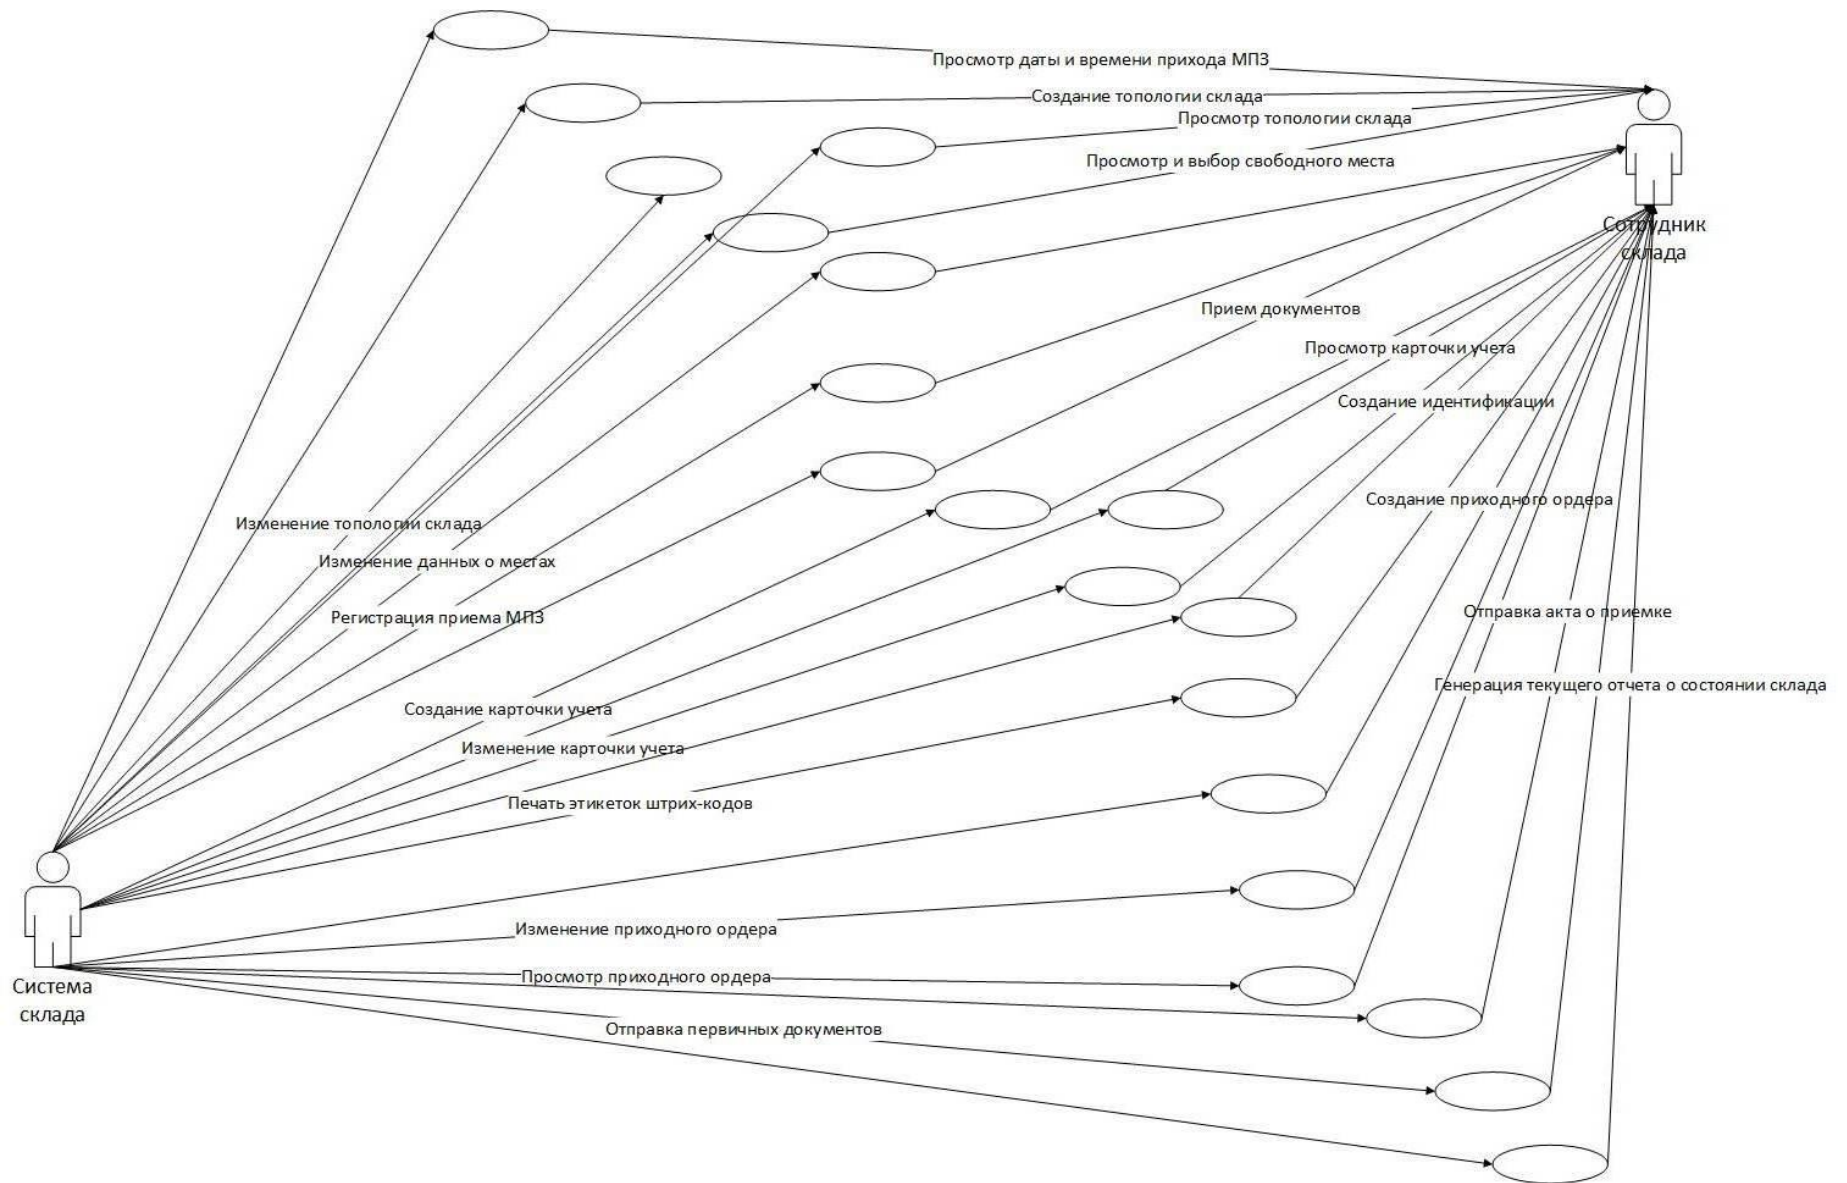 Просмотр даты и времени прихода МПЗ
Создание топологии склада
Просмотр топологии склада
Просмотр и выбор свободного места
Сотрудник
склада
Прием документов
Просмотр карточки учета
Создание идентификации
Создание приходного ордера
Изменение топологии склада
Изменение данных о местах
Регистрация приема МПЗ
Отправка акта о приемке
Генерация текущего отчета о состоянии склада
Создание карточки учета
Изменение карточки учета
Печать этикеток штрих-кодов
Изменение приходного ордера
Просмотр приходного ордера
Система
склада
Отправка первичных документов